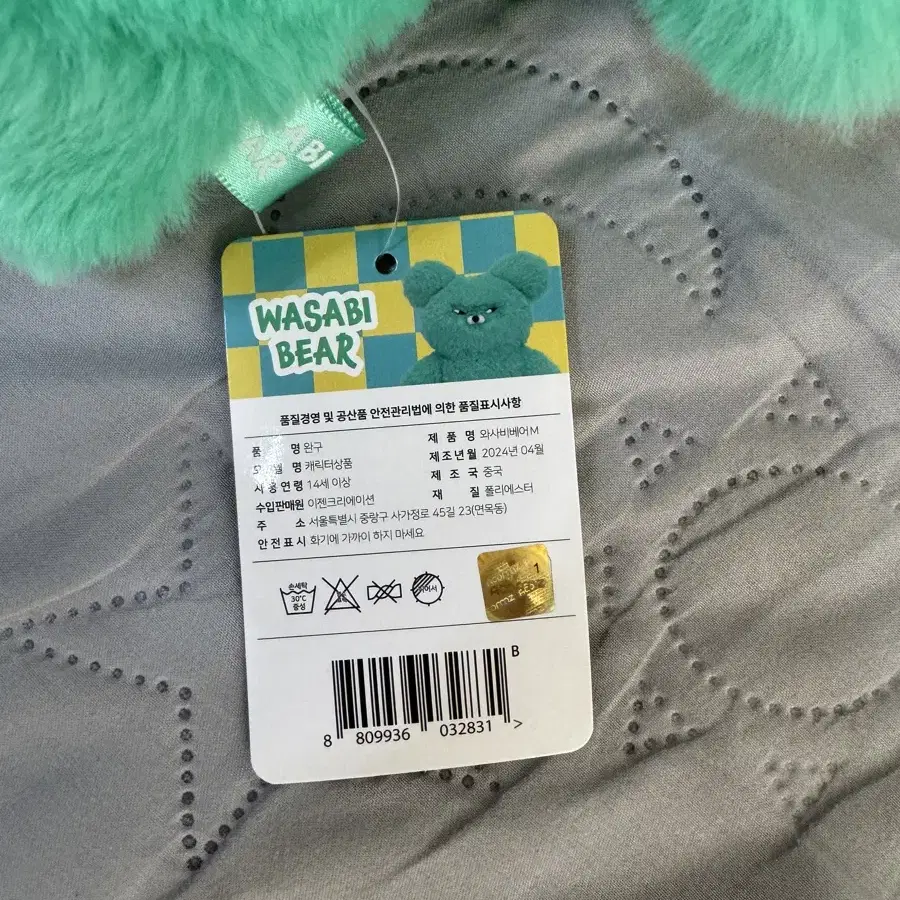 ABI
AR
WASABI
BEAR
품질경영 및 공산품 안전관리법에 의한 품질표시사항
품 명 완구
제 품 명 와사비베어M
모 델 명 캐릭터상품
제조년월 2024년 04월
사용연령 14세 이상
제 조 국 중국
수입판매원 이젠크리에이션
재 질 폴리에스터
주 소 서울특별시 중랑구 사가정로 45길 23(면목동)
안전표시 화기에 가까이 하지 마세요
손세탁
30℃
중성
뉘어서
1
B
8 809936 032831 >